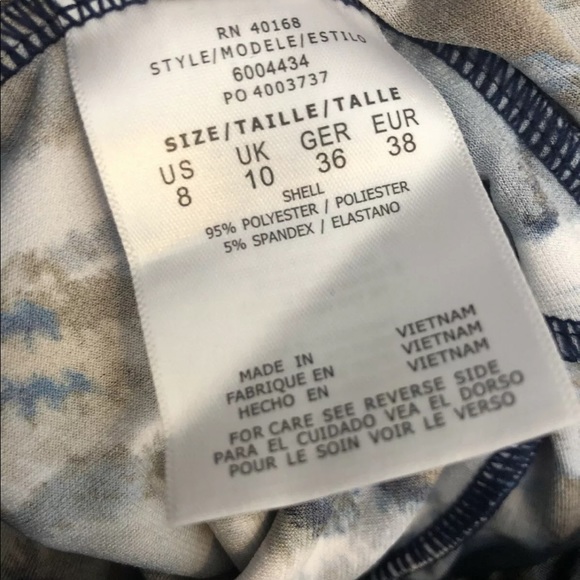 RN 40168
STYLE/MODELE/ESTILO
6004434
PO 4003737
SIZE/TAILLE/TALLE
US UK GER EUR
8 10 36 38
SHELL
95% POLYESTER / POLIESTER
5% SPANDEX / ELASTANO
MADE IN VIETNAM
FABRIQUE EN VIETNAM
HECHO EN VIETNAM
FOR CARE SEE REVERSE SIDE
PARA EL CUIDADO VEA EL DORSO
POUR LE SOIN VOIR LE VERSO